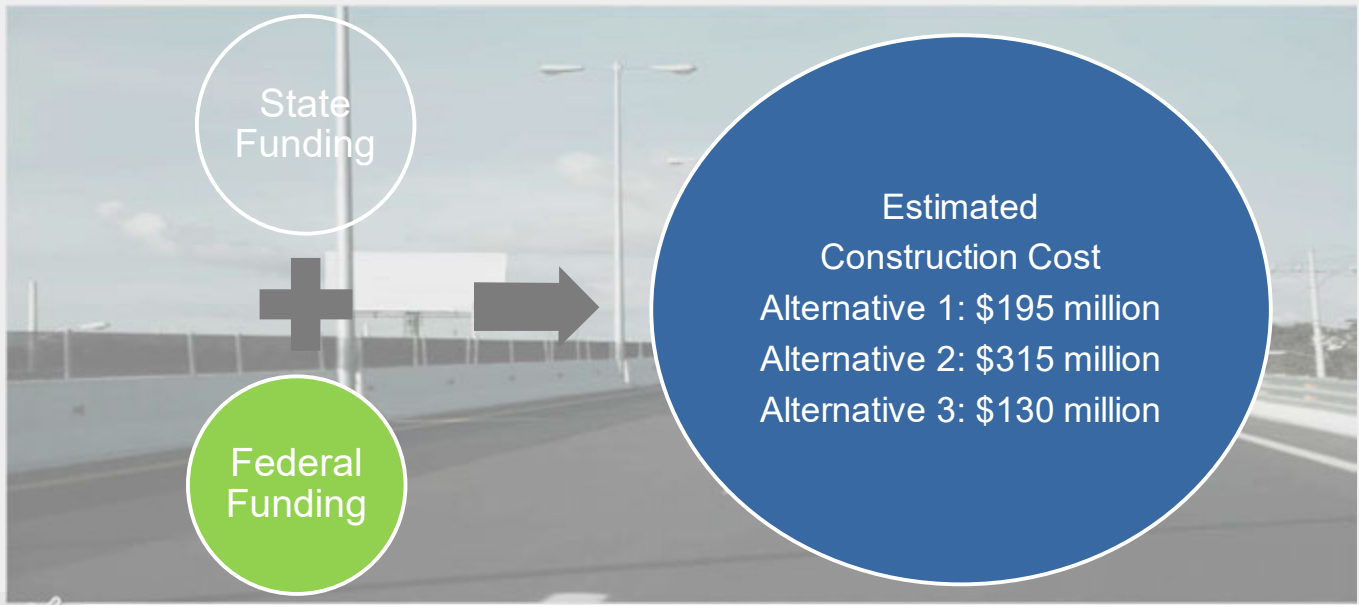 State
Funding
Federal
Funding
Estimated
Construction Cost
Alternative 1: $195 million
Alternative 2: $315 million
Alternative 3: $130 million